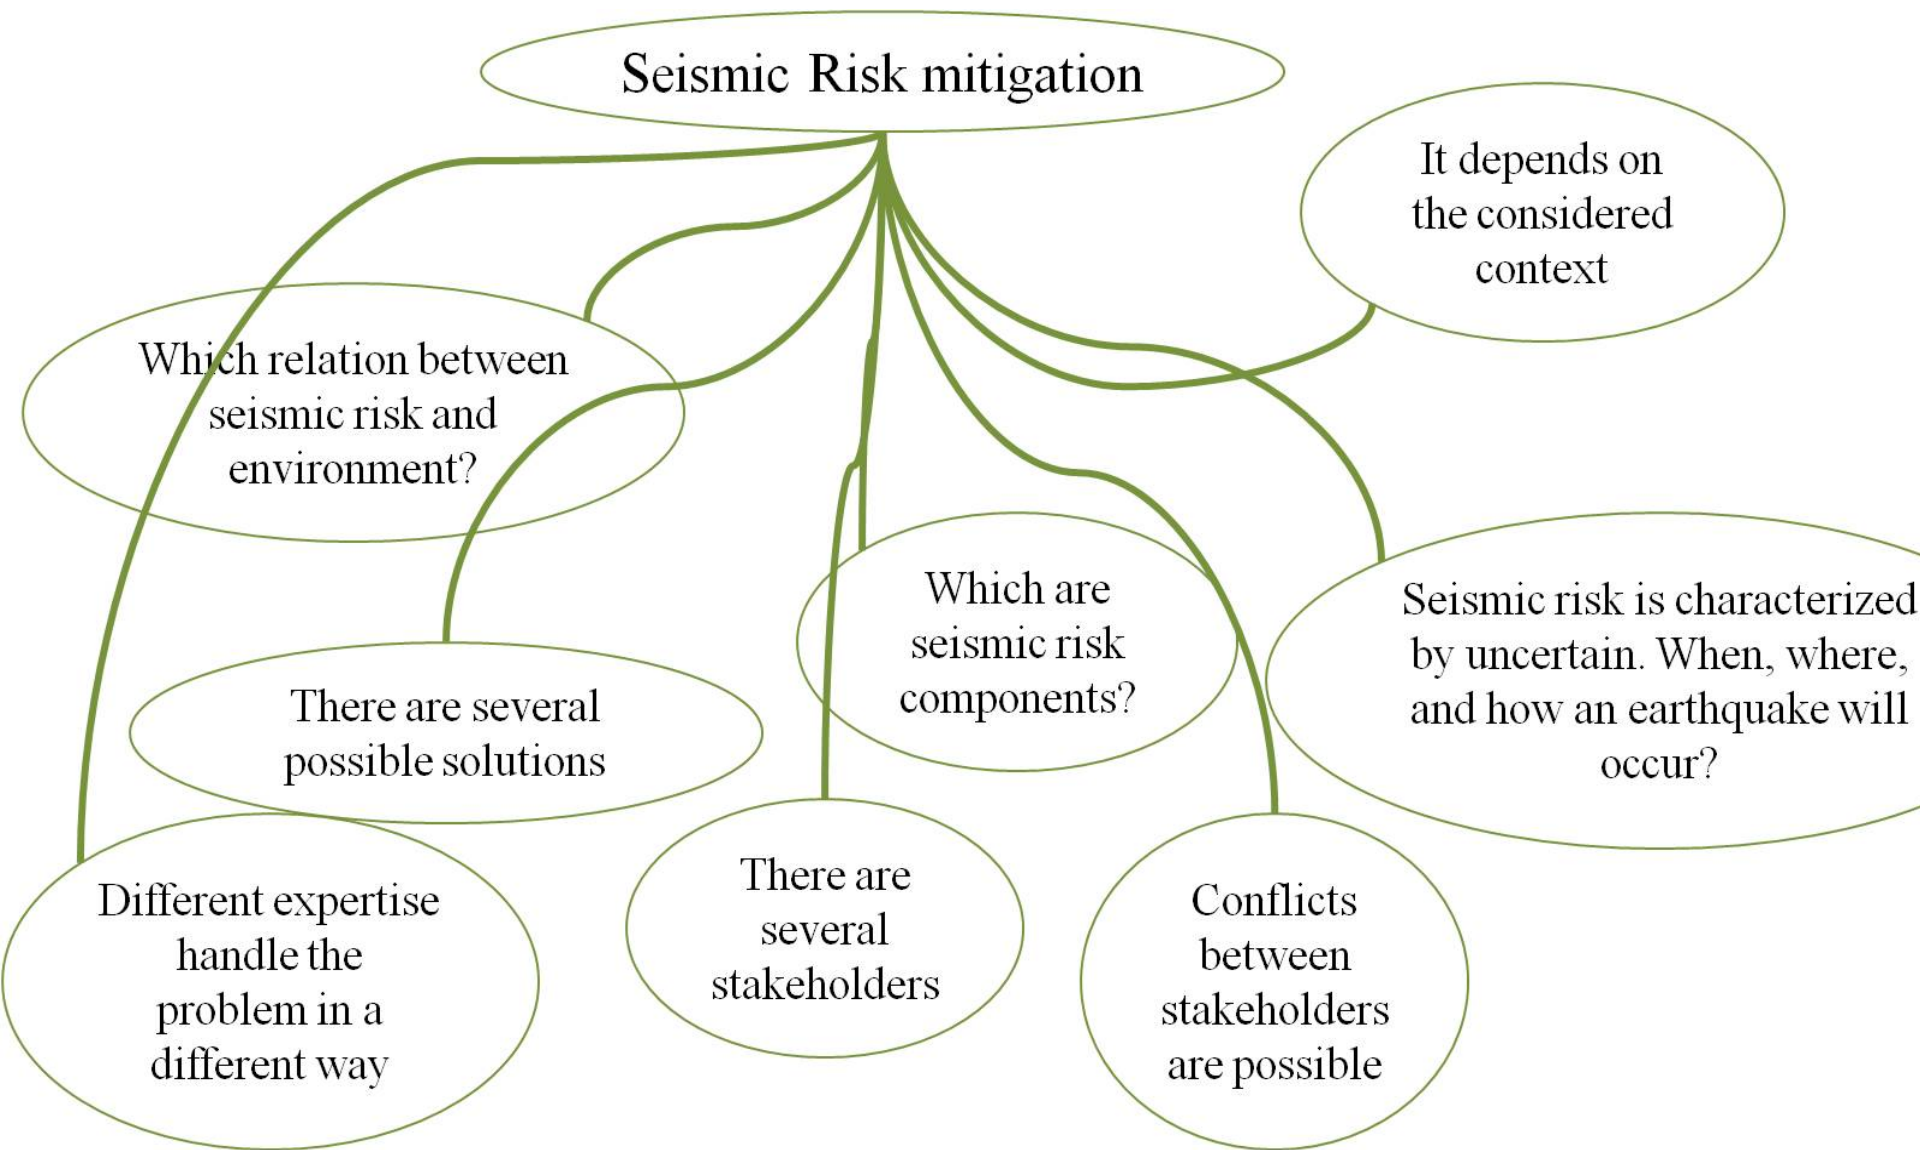 Seismic Risk mitigation
It depends on
the considered
context
Which relation between
seismic risk and
environment?
Which are
seismic risk
components?
Seismic risk is characterized
by uncertain. When, where,
and how an earthquake will
occur?
There are several
possible solutions
Different expertise
handle the
problem in a
different way
There are
several
stakeholders
Conflicts
between
stakeholders
are possible